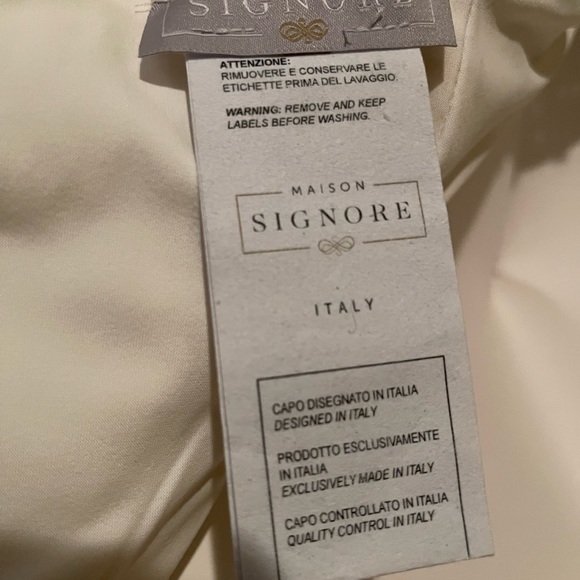 SIGNORE
ATTENZIONE:
RIMUOVERE E CONSERVARE LE
ETICHETTE PRIMA DEL LAVAGGIO.
WARNING: REMOVE AND KEEP
LABELS BEFORE WASHING.
MAISON
SIGNORE
ITALY
CAPO DISEGNATO IN ITALIA
DESIGNED IN ITALY
PRODOTTO ESCLUSIVAMENTE
IN ITALIA
EXCLUSIVELY MADE IN ITALY
CAPO CONTROLLATO IN ITALIA
QUALITY CONTROL IN ITALY